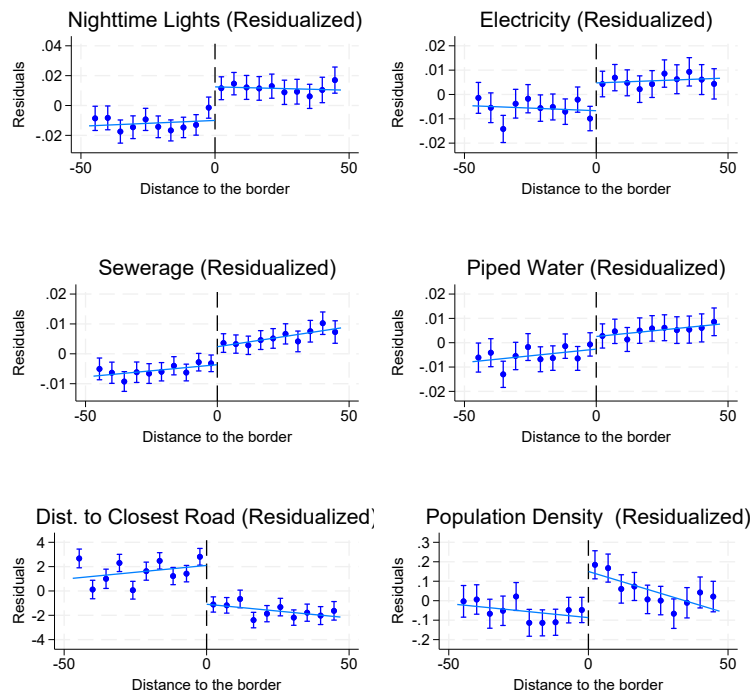 Nighttime Lights (Residualized)
.04
.02
0
-.02
Residuals
-50
0
50
Distance to the border
Electricity (Residualized)
.02
.01
0
-.01
-.02
Residuals
-50
0
50
Distance to the border
Sewerage (Residualized)
.02
.01
0
-.01
Residuals
-50
0
50
Distance to the border
Piped Water (Residualized)
.02
.01
0
-.01
-.02
Residuals
-50
0
50
Distance to the border
Dist. to Closest Road (Residualized)
4
2
0
-2
-4
Residuals
-50
0
50
Distance to the border
Population Density (Residualized)
.3
.2
.1
0
-.1
-.2
Residuals
-50
0
50
Distance to the border